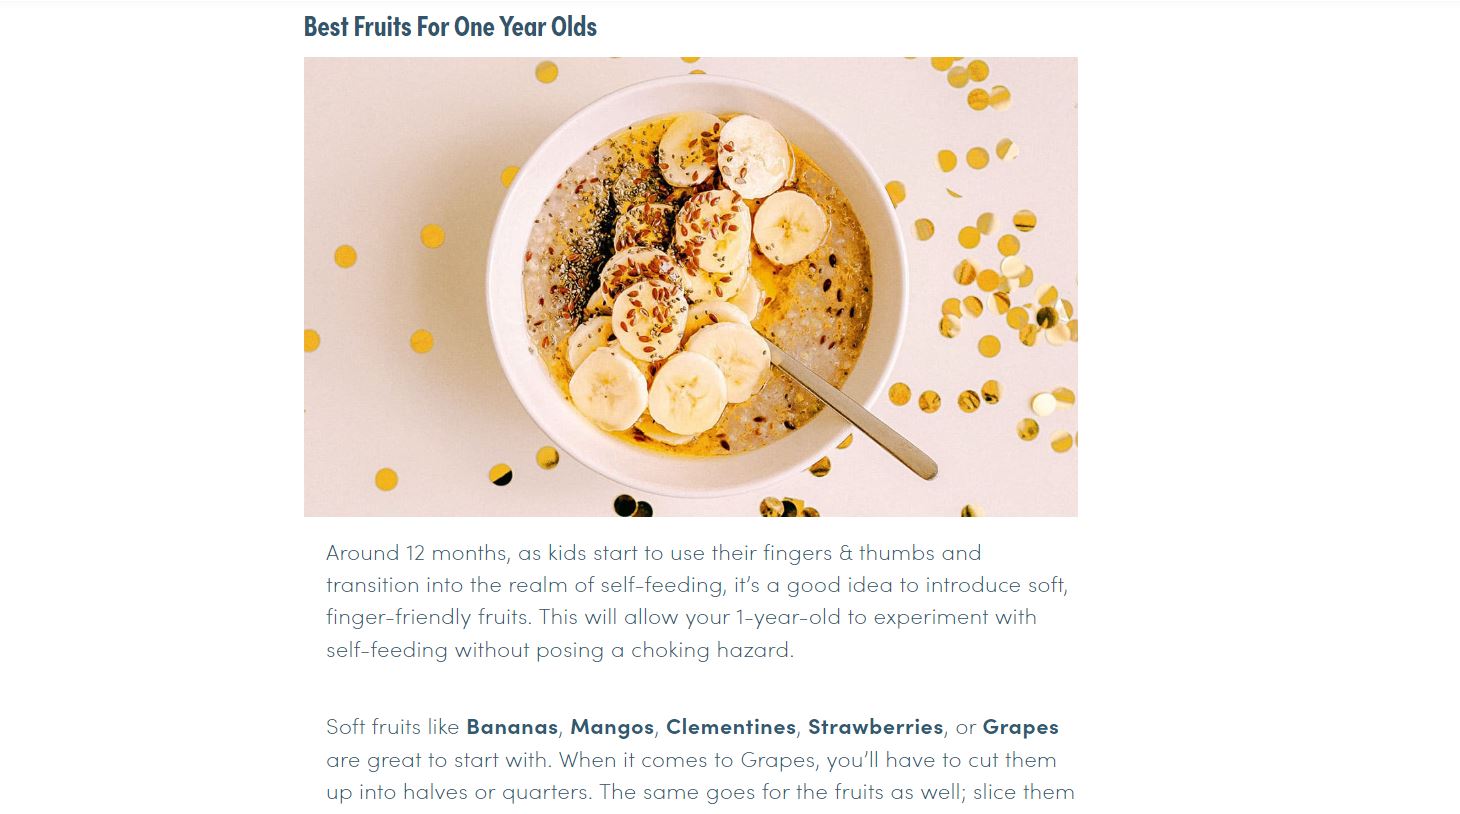 Best Fruits For One Year Olds
Around 12 months, as kids start to use their fingers & thumbs and
transition into the realm of self-feeding, it's a good idea to introduce soft,
finger-friendly fruits. This will allow your 1-year-old to experiment with
self-feeding without posing a choking hazard.
Soft fruits like Bananas, Mangos, Clementines, Strawberries, or Grapes
are great to start with. When it comes to Grapes, you'll have to cut them
up into halves or quarters. The same goes for the fruits as well; slice them